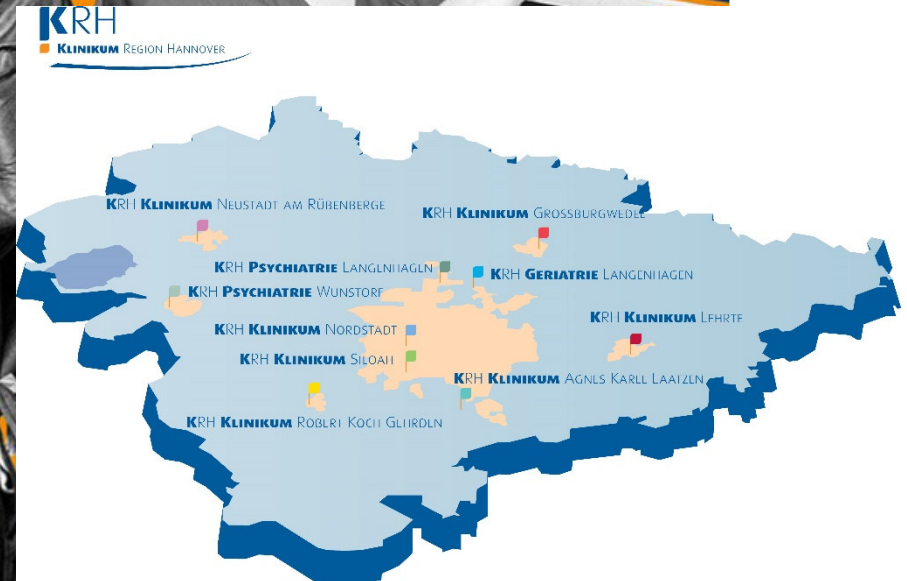 KRH
KLINIKUM REGION HANNOVER
KRH KLINIKUM NEUSTADT AM RÜBENBERGE
KRH KLINIKUM GROSSBURGWEDEL
KRH PSYCHIATRIE LANGENHAGEN
KRH GERIATRIE LANGENHAGEN
KRH PSYCHIATRIE WUNSTORF
KRH KLINIKUM NORDSTADT
KRH KLINIKUM LEHRTE
KRH KLINIKUM SILOAH
KRH KLINIKUM AGNES KARLL LAATZEN
KRH KLINIKUM ROBERT KOCH GEHRDEN